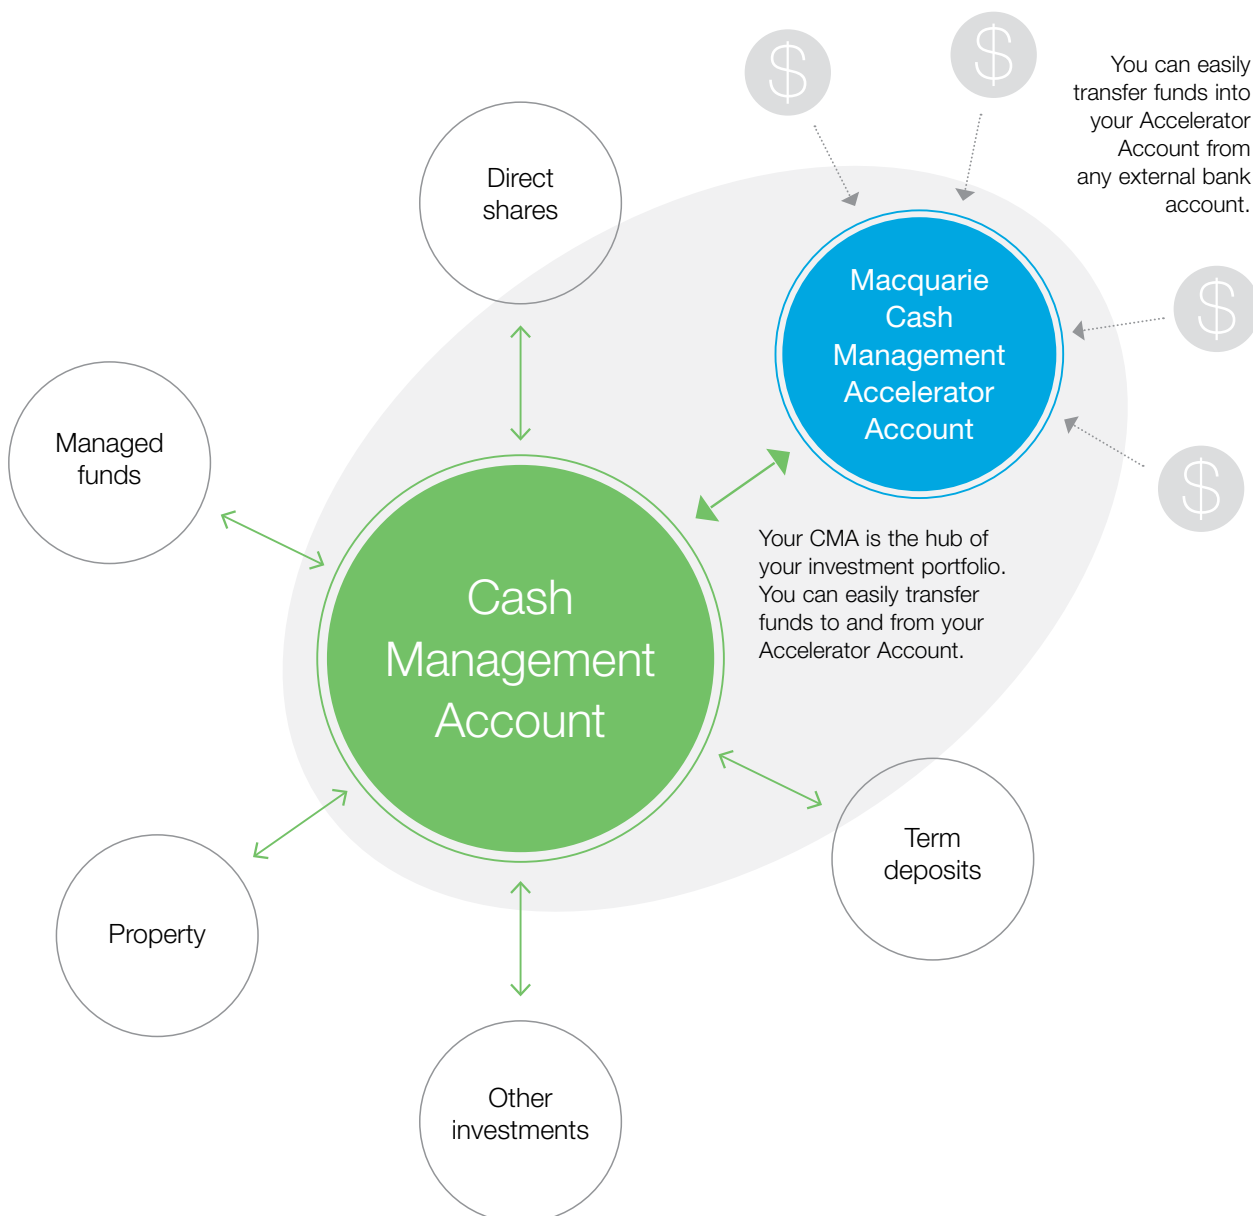 $
$
You can easily
transfer funds into
your Accelerator
Account from
any external bank
account.
Direct
shares
Macquarie
Cash
Management
Accelerator
Account
$
$
Managed
funds
Your CMA is the hub of
your investment portfolio.
You can easily transfer
funds to and from your
Accelerator Account.
Cash
Management
Account
Term
deposits
Property
Other
investments